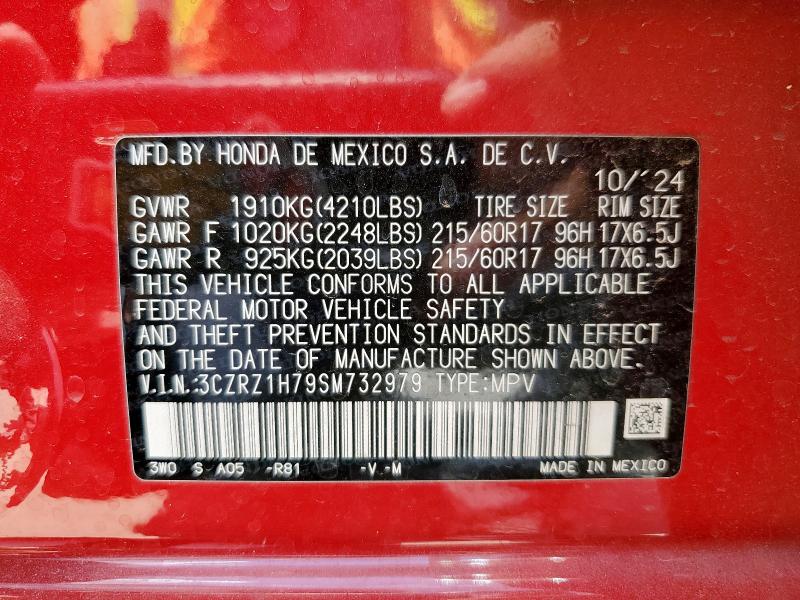 MFD.BY HONDA DE MEXICO S.A. DE C.V.
10/'24
GVWR 1910KG(4210LBS) TIRE SIZE RIM SIZE
GAWR F 1020KG(2248LBS) 215/60R17 96H 17X6.5J
GAWR R 925KG(2039LBS) 215/60R17 96H 17X6.5J
THIS VEHICLE CONFORMS TO ALL APPLICABLE
FEDERAL MOTOR VEHICLE SAFETY
AND THEFT PREVENTION STANDARDS IN EFFECT
ON THE DATE OF MANUFACTURE SHOWN ABOVE.
V.I.N.:3CZRZ1H79SM732979 TYPE:MPV
3W0 S A05 -R81 -V.-M MADE IN MEXICO